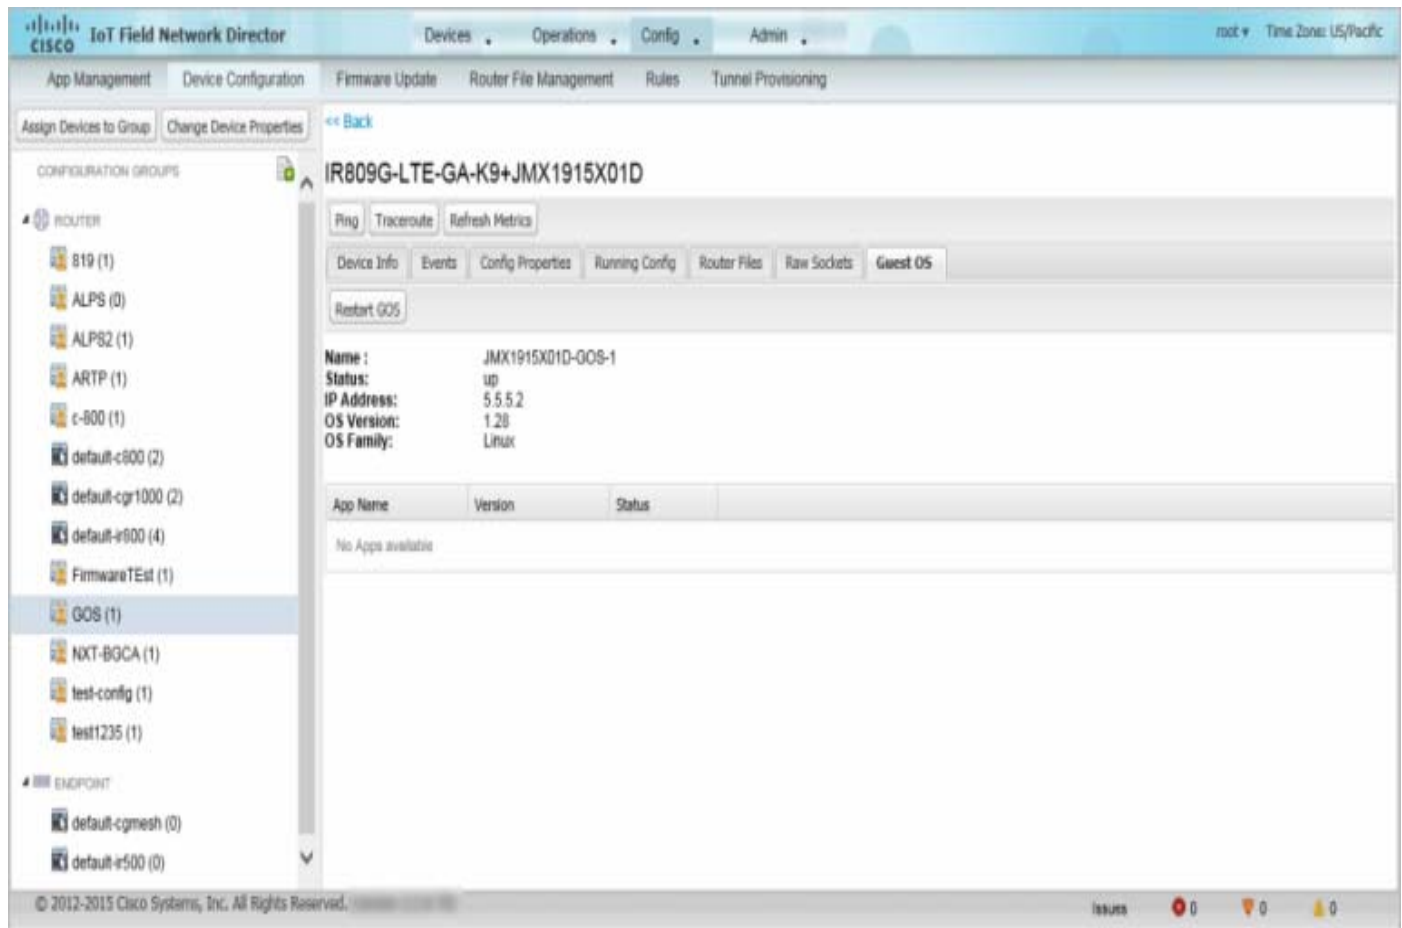 CISCO IoT Field Network Director Devices Operations Config Admin root Time Zone: US/Pacific
App Management Device Configuration Firmware Update Router File Management Rules Tunnel Provisioning
Assign Devices to Group Change Device Properties << Back
CONFIGURATION GROUPS
IR809G-LTE-GA-K9+JMX1915X01D
ROUTER
Ping Traceroute Refresh Metrics
819 (1)
Device Info Events Config Properties Running Config Router Files Raw Sockets Guest OS
ALPS (0)
Restart GOS
ALPS2 (1)
Name : JMX1915X01D-GOS-1
ARTP (1)
Status: up
IP Address: 5.5.5.2
c-800 (1)
OS Version: 1.28
OS Family: Linux
default-c800 (2)
default-cgr1000 (2)
App Name Version Status
default-ir800 (4)
No Apps available
FirmwareTEst (1)
GOS (1)
NXT-BGCA (1)
test-config (1)
test1235 (1)
ENDPOINT
default-cgmesh (0)
default-ir500 (0)
© 2012-2015 Cisco Systems, Inc. All Rights Reserved.
Issues 0 0 0